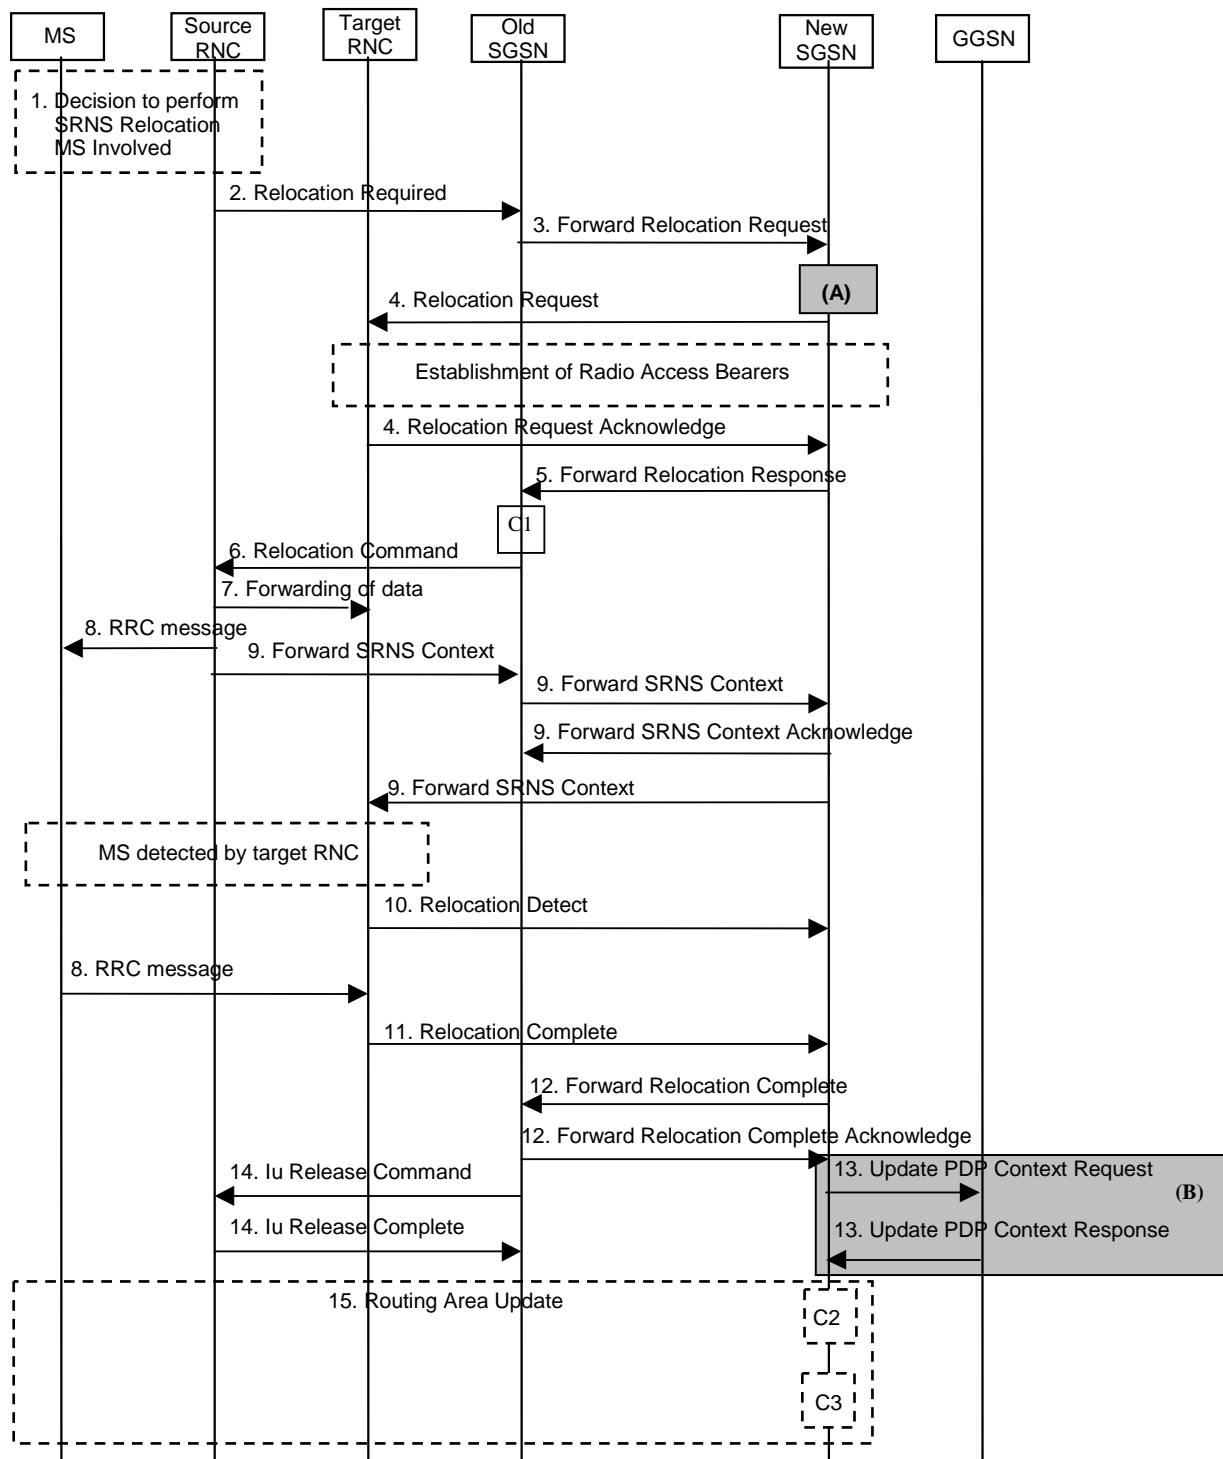 MS
Source
RNC
Target
RNC
Old
SGSN
New
SGSN
GGSN
1. Decision to perform
SRNS Relocation
MS Involved
2. Relocation Required
3. Forward Relocation Request
(A)
4. Relocation Request
Establishment of Radio Access Bearers
4. Relocation Request Acknowledge
5. Forward Relocation Response
C1
6. Relocation Command
7. Forwarding of data
8. RRC message
9. Forward SRNS Context
9. Forward SRNS Context
9. Forward SRNS Context Acknowledge
9. Forward SRNS Context
MS detected by target RNC
10. Relocation Detect
8. RRC message
11. Relocation Complete
12. Forward Relocation Complete
12. Forward Relocation Complete Acknowledge
14. Iu Release Command
13. Update PDP Context Request
(B)
14. Iu Release Complete
13. Update PDP Context Response
15. Routing Area Update
C2
C3